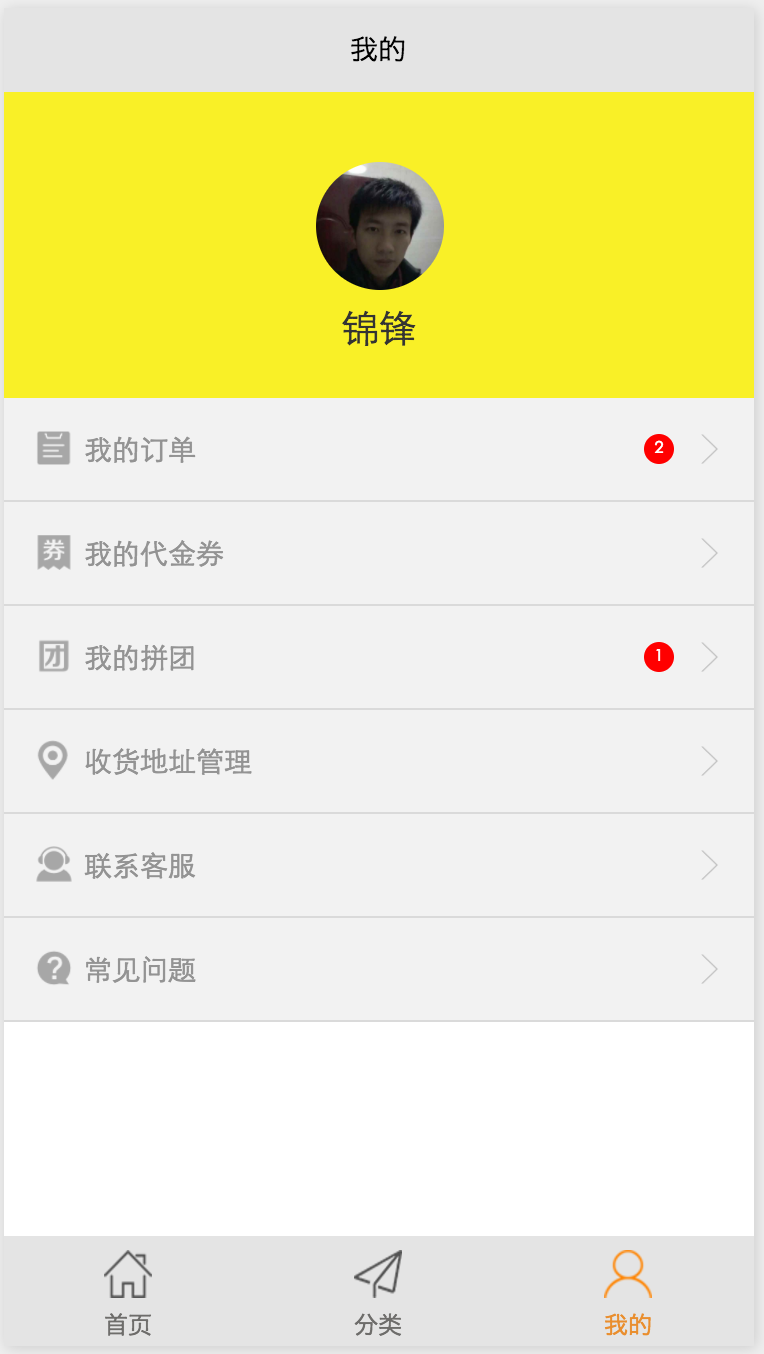 我的
锦锋
我的订单 2
券 我的代金券
团 我的拼团 1
收货地址管理
联系客服
? 常见问题
首页 分类 我的